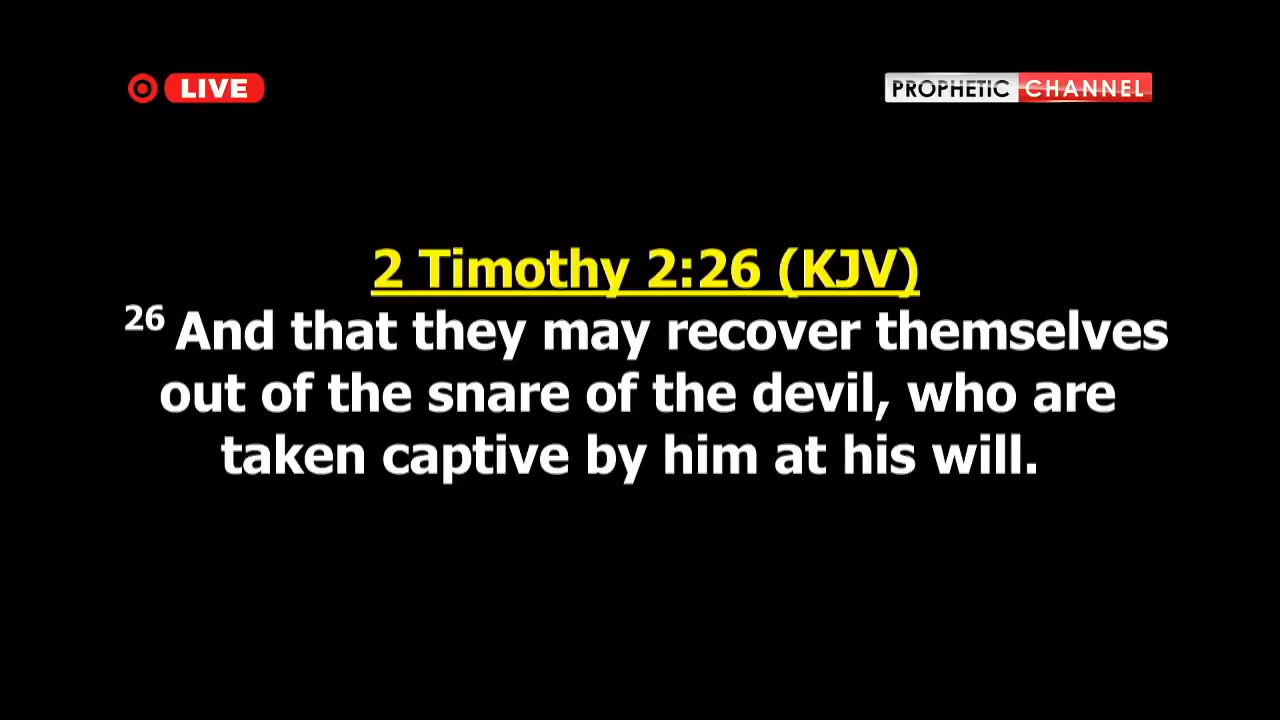 LIVE
PROPHETIC CHANNEL
2 Timothy 2:26 (KJV)
26 And that they may recover themselves
out of the snare of the devil, who are
taken captive by him at his will.